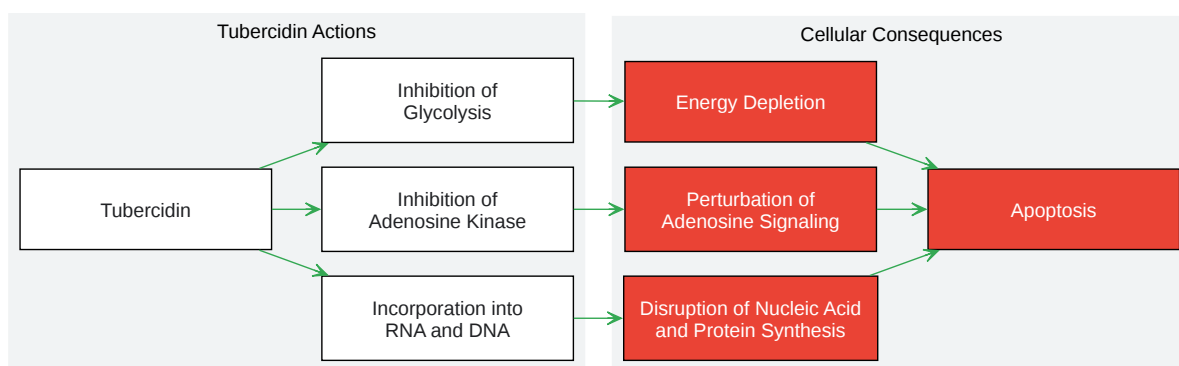 Tubercidin Actions
Cellular Consequences
Inhibition of
Glycolysis
Energy Depletion
Tubercidin
Inhibition of
Adenosine Kinase
Perturbation of
Adenosine Signaling
Apoptosis
Incorporation into
RNA and DNA
Disruption of Nucleic Acid
and Protein Synthesis